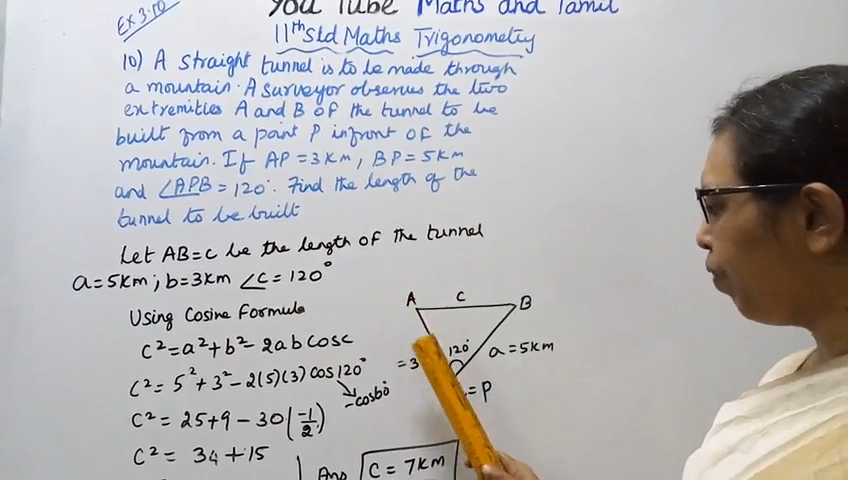 You Tube Maths and Tamil
Ex 3.10
11th Std Maths Trigonometry
10) A straight tunnel is to be made through
a mountain. A surveyor observes the two
extremities A and B of the tunnel to be
built from a point P infront of the
mountain. If AP = 3km, BP = 5km
and ∠APB = 120°. Find the length of the
tunnel to be built
Let AB = c be the length of the tunnel
a = 5km; b = 3km ∠C = 120°
Using Cosine Formula
c² = a² + b² - 2ab cosc
c² = 5² + 3² - 2(5)(3) cos 120°
-cos60°
c² = 25 + 9 - 30 (-1/2)
c² = 34 + 15
Ans c = 7km
A c B
= 3 120° a = 5km
= P